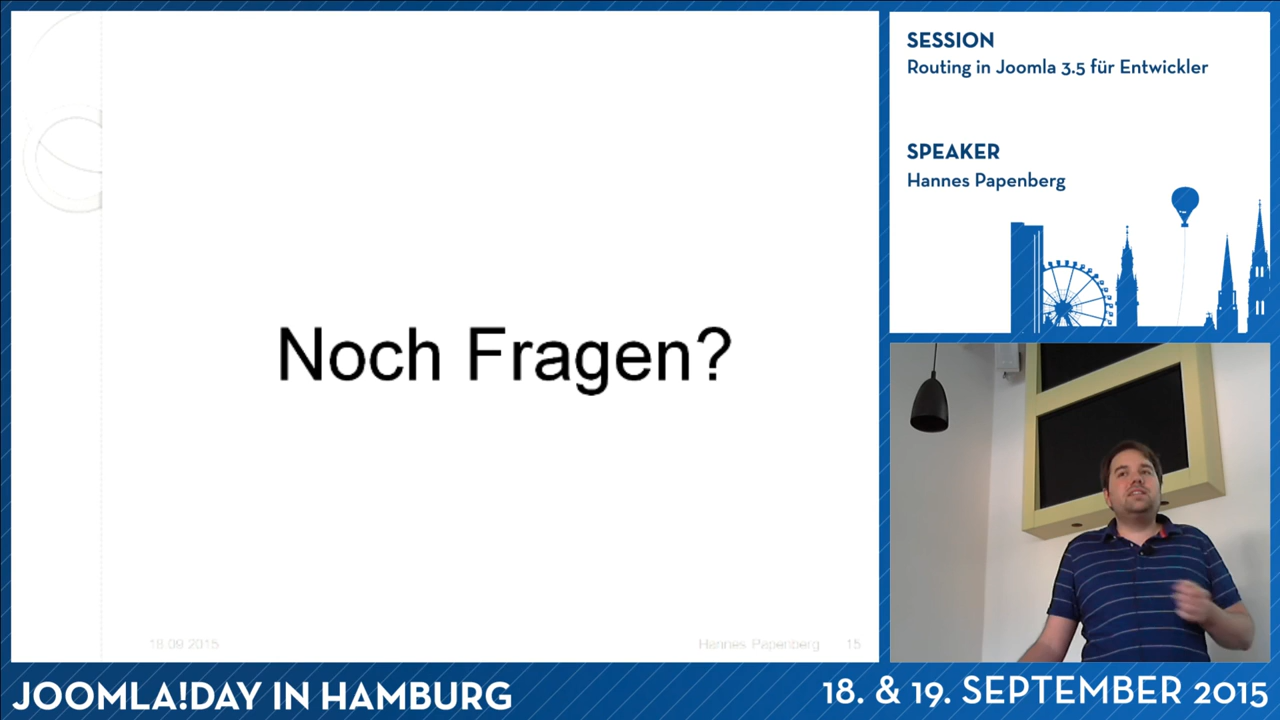 Noch Fragen?
18.09.2015
Hannes Papenberg
15
SESSION
Routing in Joomla 3.5 für Entwickler
SPEAKER
Hannes Papenberg
JOOMLA!DAY IN HAMBURG
18. & 19. SEPTEMBER 2015